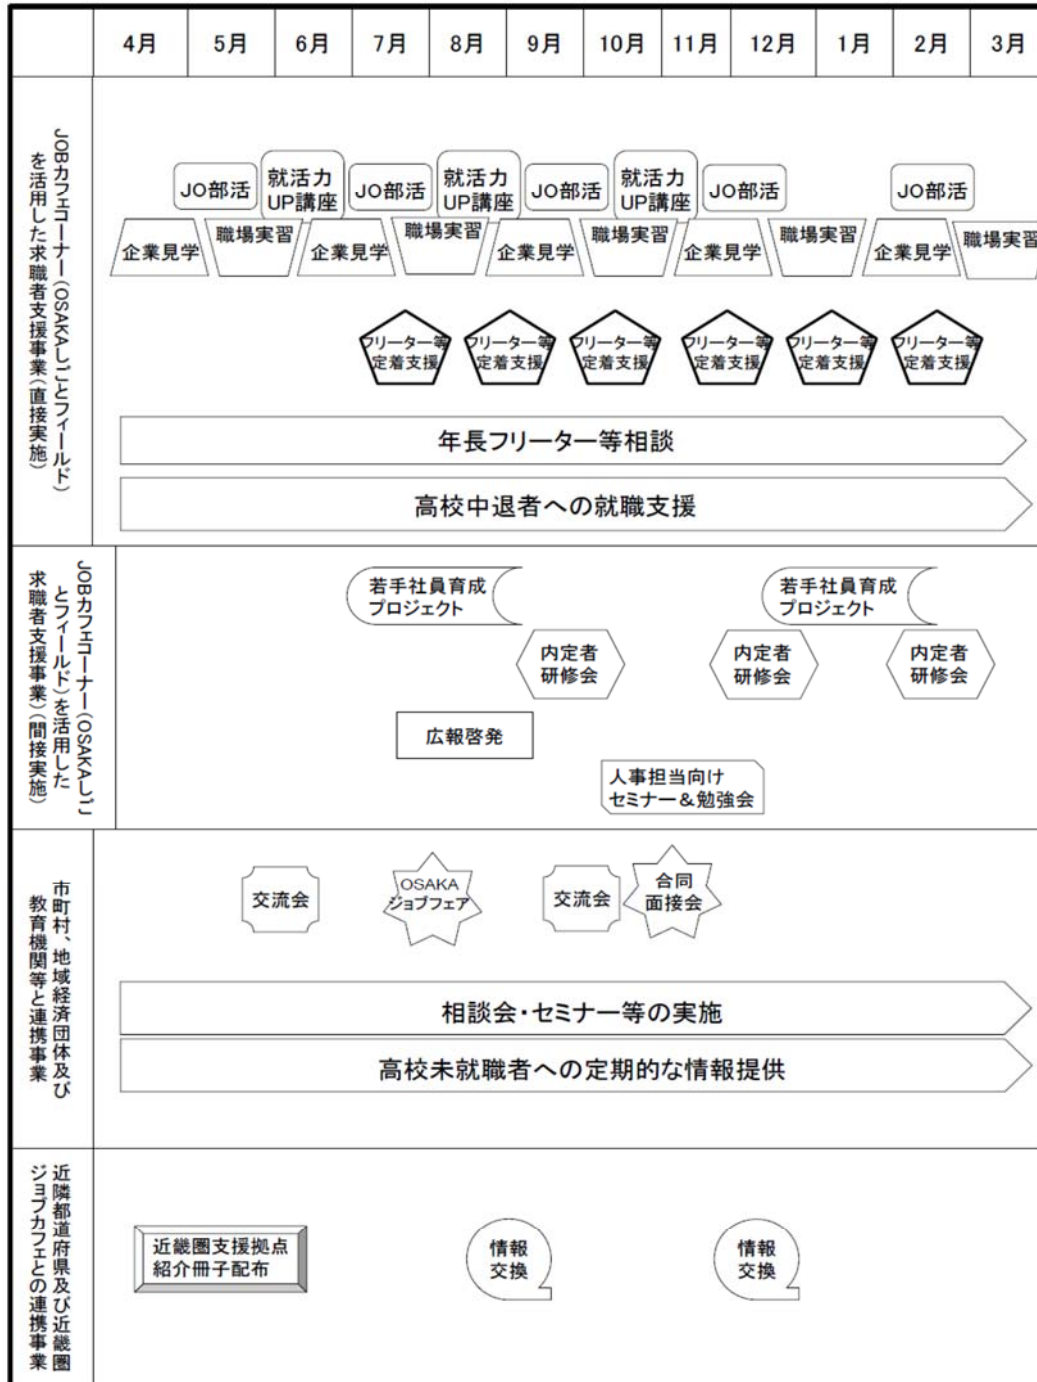 4月
5月
6月
7月
8月
9月
10月
11月
12月
1月
2月
3月
JOBカフェコーナー(OSAKAしごとフィールド)
を活用した求職者支援事業(直接実施)
JO部活
就活力
UP講座
JO部活
就活力
UP講座
JO部活
就活力
UP講座
JO部活
JO部活
企業見学
職場実習
企業見学
職場実習
企業見学
職場実習
企業見学
職場実習
企業見学
職場実習
フリーター等
定着支援
フリーター等
定着支援
フリーター等
定着支援
フリーター等
定着支援
フリーター等
定着支援
フリーター等
定着支援
年長フリーター等相談
高校中退者への就職支援
JOBカフェコーナー(OSAKAしご
とフィールド)を活用した
求職者支援事業)(間接実施)
若手社員育成
プロジェクト
若手社員育成
プロジェクト
内定者
研修会
内定者
研修会
内定者
研修会
広報啓発
人事担当向け
セミナー&勉強会
市町村、地域経済団体及び
教育機関等と連携事業
交流会
OSAKA
ジョブフェア
交流会
合同
面接会
相談会・セミナー等の実施
高校未就職者への定期的な情報提供
近隣都道府県及び近畿圏
ジョブカフェとの連携事業
近畿圏支援拠点
紹介冊子配布
情報
交換
情報
交換